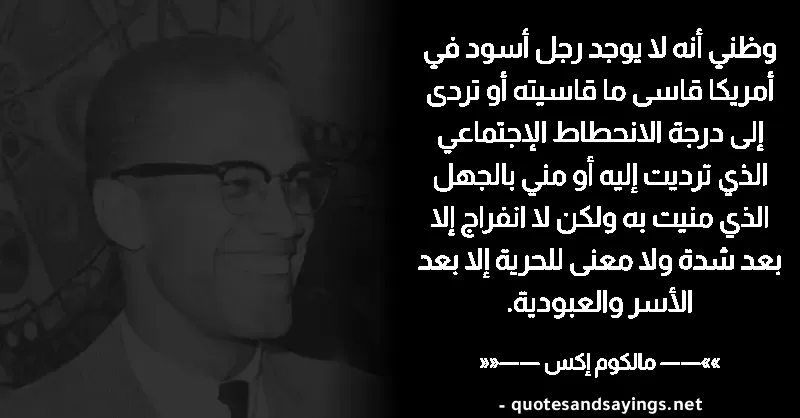 وظني أنه لا يوجد رجل أسود في
أمريكا قاسى ما قاسيته أو تردى
إلى درجة الانحطاط الإجتماعي
الذي ترديت إليه أو مني بالجهل
الذي منيت به ولكن لا انفراج إلا
بعد شدة ولا معنى للحرية إلا بعد
الأسر والعبودية.
»—— مالكوم إكس ——««
- quotesandsayings.net